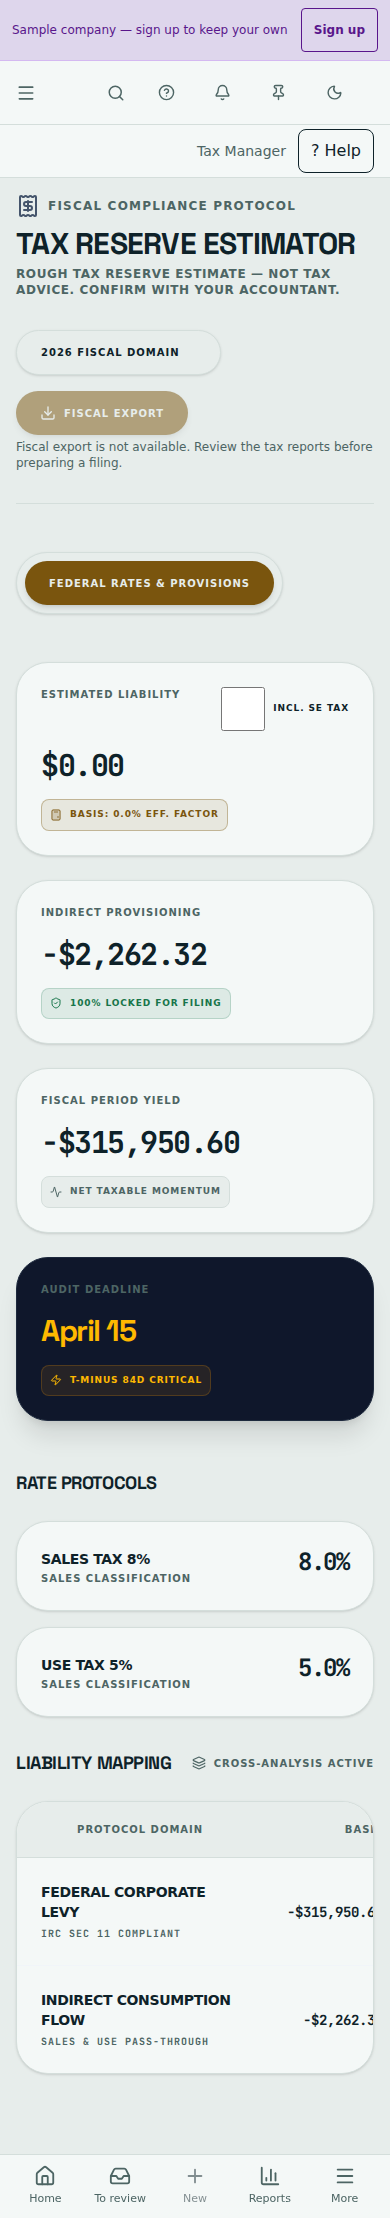 Sample company — sign up to keep your own
Sign up
Tax Manager
? Help
FISCAL COMPLIANCE PROTOCOL
TAX RESERVE ESTIMATOR
ROUGH TAX RESERVE ESTIMATE — NOT TAX
ADVICE. CONFIRM WITH YOUR ACCOUNTANT.
2026 FISCAL DOMAIN
FISCAL EXPORT
Fiscal export is not available. Review the tax reports before
preparing a filing.
FEDERAL RATES & PROVISIONS
ESTIMATED LIABILITY
INCL. SE TAX
$0.00
BASIS: 0.0% EFF. FACTOR
INDIRECT PROVISIONING
-$2,262.32
100% LOCKED FOR FILING
FISCAL PERIOD YIELD
-$315,950.60
NET TAXABLE MOMENTUM
AUDIT DEADLINE
April 15
T-MINUS 84D CRITICAL
RATE PROTOCOLS
SALES TAX 8%
8.0%
SALES CLASSIFICATION
USE TAX 5%
5.0%
SALES CLASSIFICATION
LIABILITY MAPPING
CROSS-ANALYSIS ACTIVE
PROTOCOL DOMAIN
FEDERAL CORPORATE
LEVY
-$315,950.6
IRC SEC 11 COMPLIANT
INDIRECT CONSUMPTION
FLOW
-$2,262.3
SALES & USE PASS-THROUGH
Home
To review
New
Reports
More